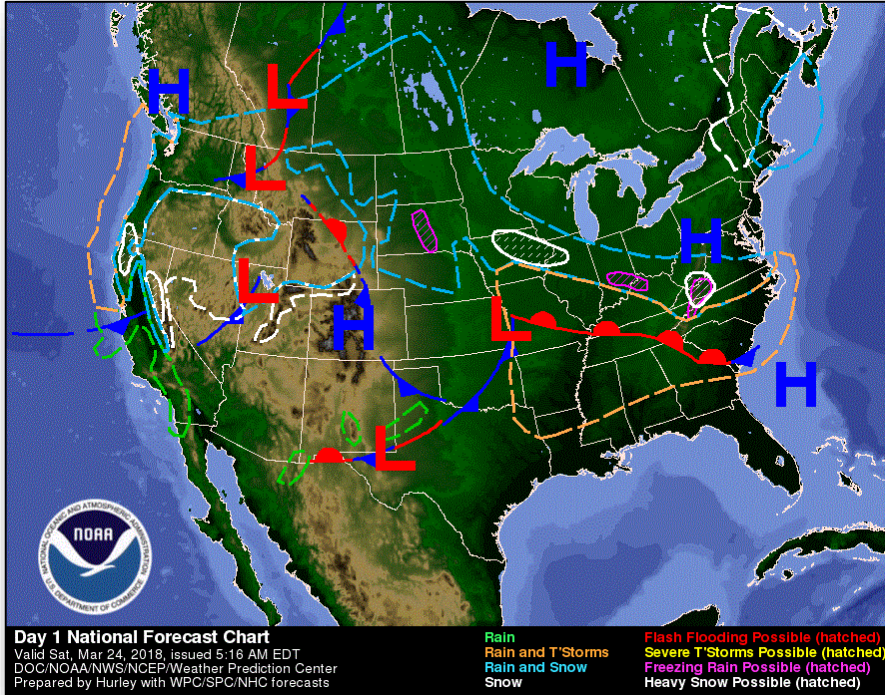 H
L
H
L
H
L
L
H
H
L
NATIONAL OCEANIC AND ATMOSPHERIC ADMINISTRATION
NOAA
U.S. DEPARTMENT OF COMMERCE
Day 1 National Forecast Chart
Valid Sat, Mar 24, 2018, issued 5:16 AM EDT
DOC/NOAA/NWS/NCEP/Weather Prediction Center
Prepared by Hurley with WPC/SPC/NHC forecasts
Rain
Rain and T'Storms
Rain and Snow
Snow
Flash Flooding Possible (hatched)
Severe T'Storms Possible (hatched)
Freezing Rain Possible (hatched)
Heavy Snow Possible (hatched)